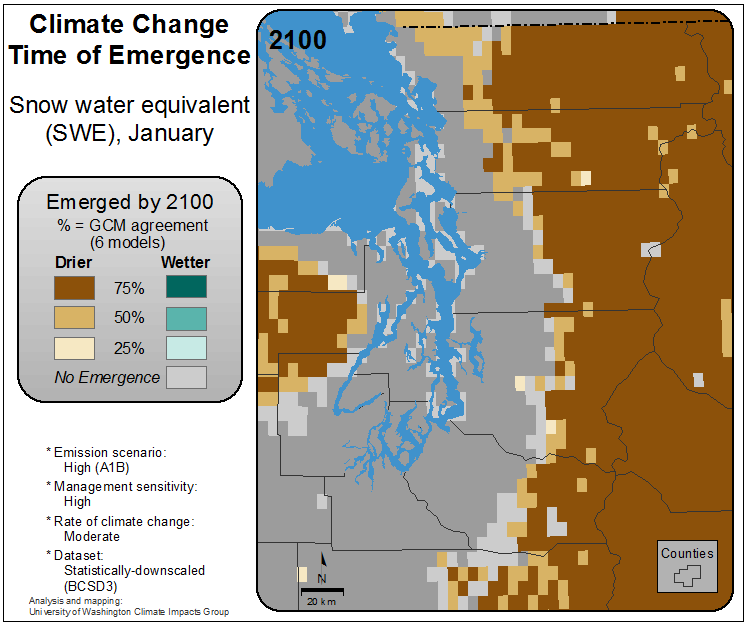 Climate Change
Time of Emergence
Snow water equivalent
(SWE), January
Emerged by 2100
% = GCM agreement
(6 models)
Drier Wetter
75%
50%
25%
No Emergence
* Emission scenario:
High (A1B)
* Management sensitivity:
High
* Rate of climate change:
Moderate
* Dataset:
Statistically-downscaled
(BCSD3)
Analysis and mapping:
University of Washington Climate Impacts Group
2100
N
20 km
Counties